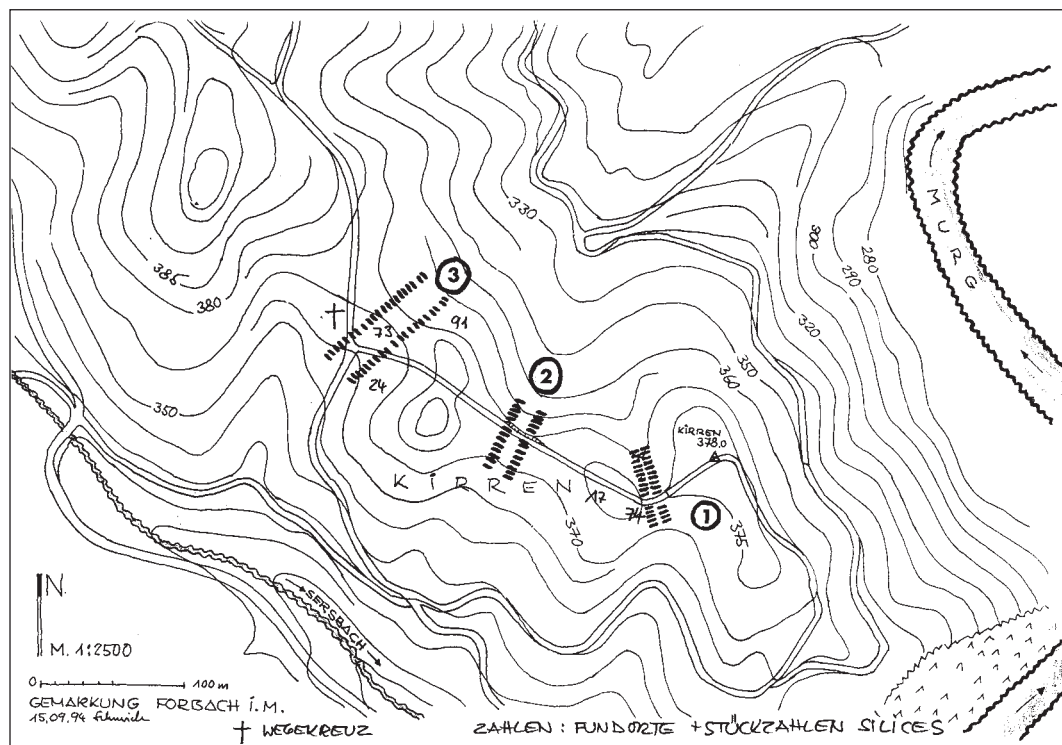 330
300
280
290
MURG
385
380
3
73
91
24
320
350
2
350
360
KIRREN
378.0
KIRREN
17
74
1
370
375
N.
SERSBACH
M. 1:2500
0 100m
GEMARKUNG FORBACH i.M.
15.09.94
† WEGEKREUZ
ZAHLEN: FUNDORTE + STÜCKZAHLEN SILICES